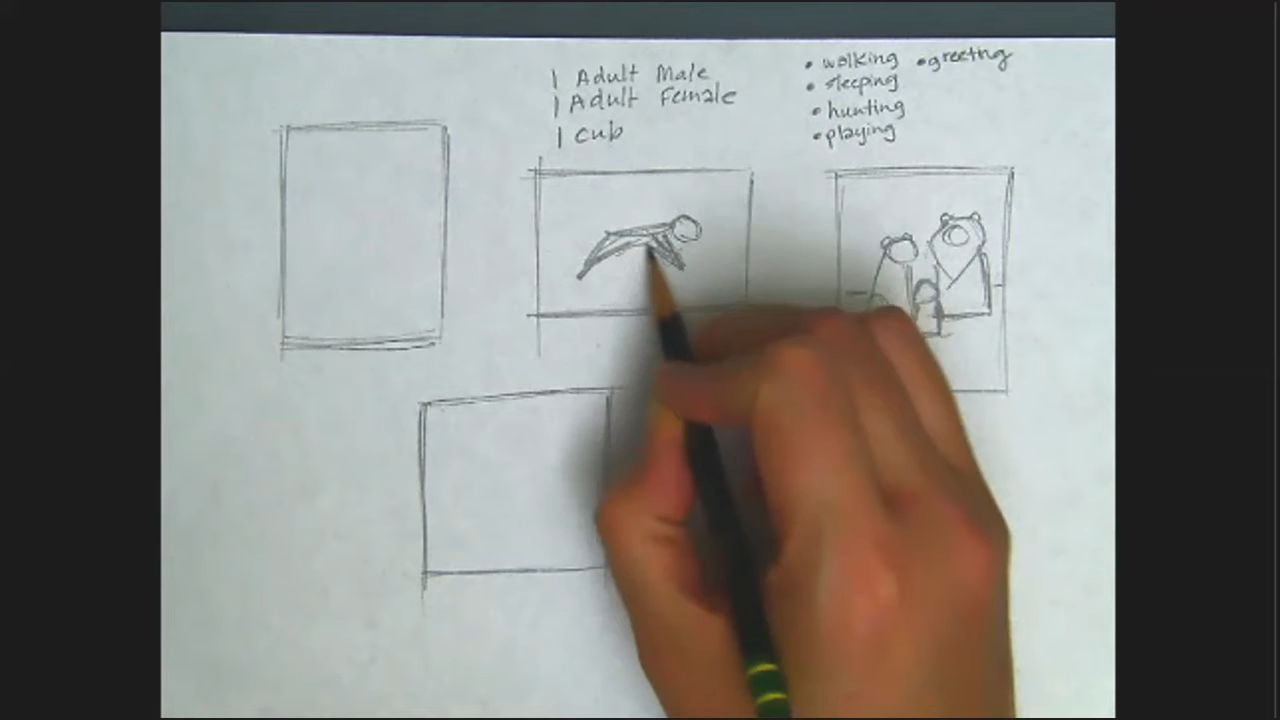 1 Adult Male
1 Adult Female
1 Cub
• walking • greeting
• sleeping
• hunting
• playing